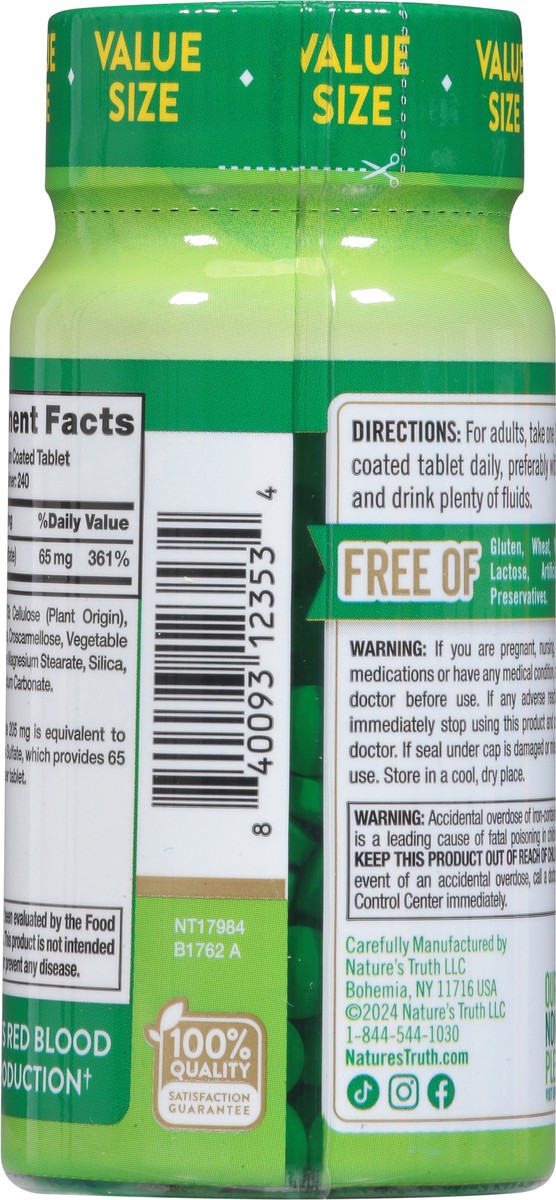 VALUE VALUE VALUE
SIZE SIZE SIZE
Facts
Coated Tablet
240
%Daily Value
65 mg 361%
Cellulose (Plant Origin),
Croscarmellose, Vegetable
Magnesium Stearate, Silica,
Carbonate.
205 mg is equivalent to
Sulfate, which provides 65
tablet.
been evaluated by the Food
This product is not intended
prevent any disease.
RED BLOOD
8 40093 12353 4
NT17984
B1762 A
100%
QUALITY
SATISFACTION
GUARANTEE
DIRECTIONS: For adults, take one
coated tablet daily, preferably
and drink plenty of fluids.
FREE OF
Gluten, Wheat,
Lactose,
Preservatives
WARNING: If you are pregnant, nursing,
medications or have any medical condition,
doctor before use. If any adverse
immediately stop using this product and
doctor. If seal under cap is damaged or
use. Store in a cool, dry place.
WARNING: Accidental overdose of
is a leading cause of fatal poisoning in
KEEP THIS PRODUCT OUT OF REACH OF
event of an accidental overdose, call a
Control Center immediately.
Carefully Manufactured by
Nature's Truth LLC
Bohemia, NY 11716 USA
©2024 Nature's Truth LLC
1-844-544-1030
NaturesTruth.com